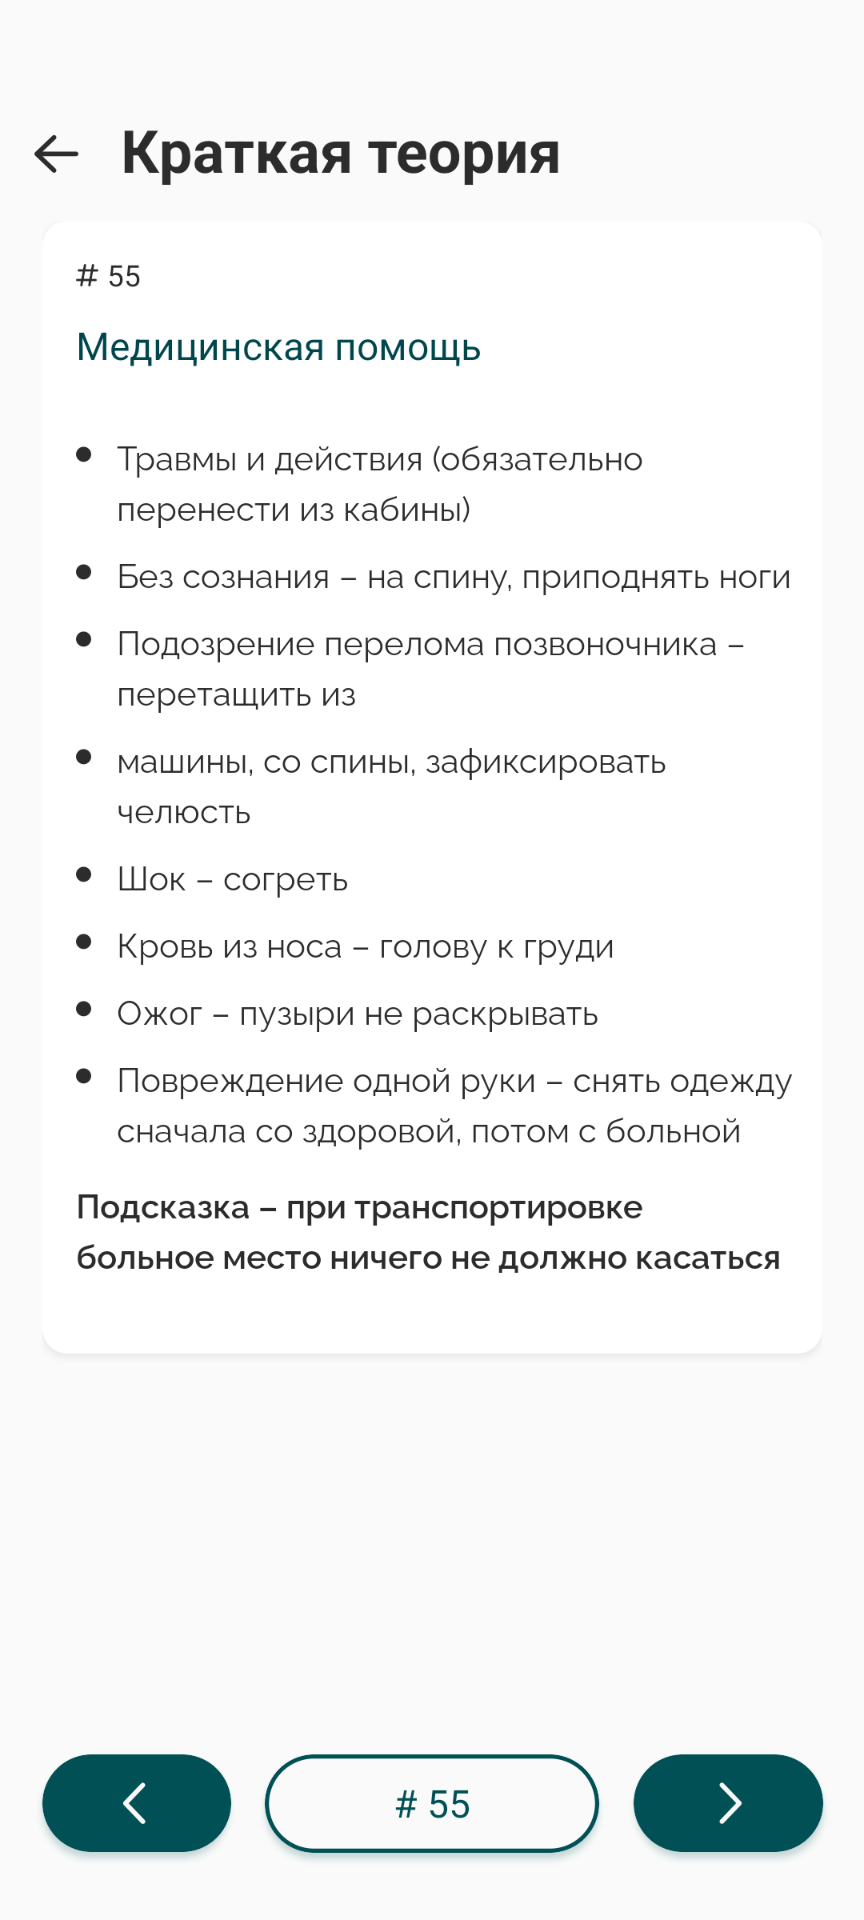 Краткая теория
# 55
Медицинская помощь
Травмы и действия (обязательно
перенести из кабины)
Без сознания – на спину, приподнять ноги
Подозрение перелома позвоночника –
перетащить из
машины, со спины, зафиксировать
челюсть
Шок – согреть
Кровь из носа – голову к груди
Ожог – пузыри не раскрывать
Повреждение одной руки – снять одежду
сначала со здоровой, потом с больной
Подсказка – при транспортировке
больное место ничего не должно касаться
# 55